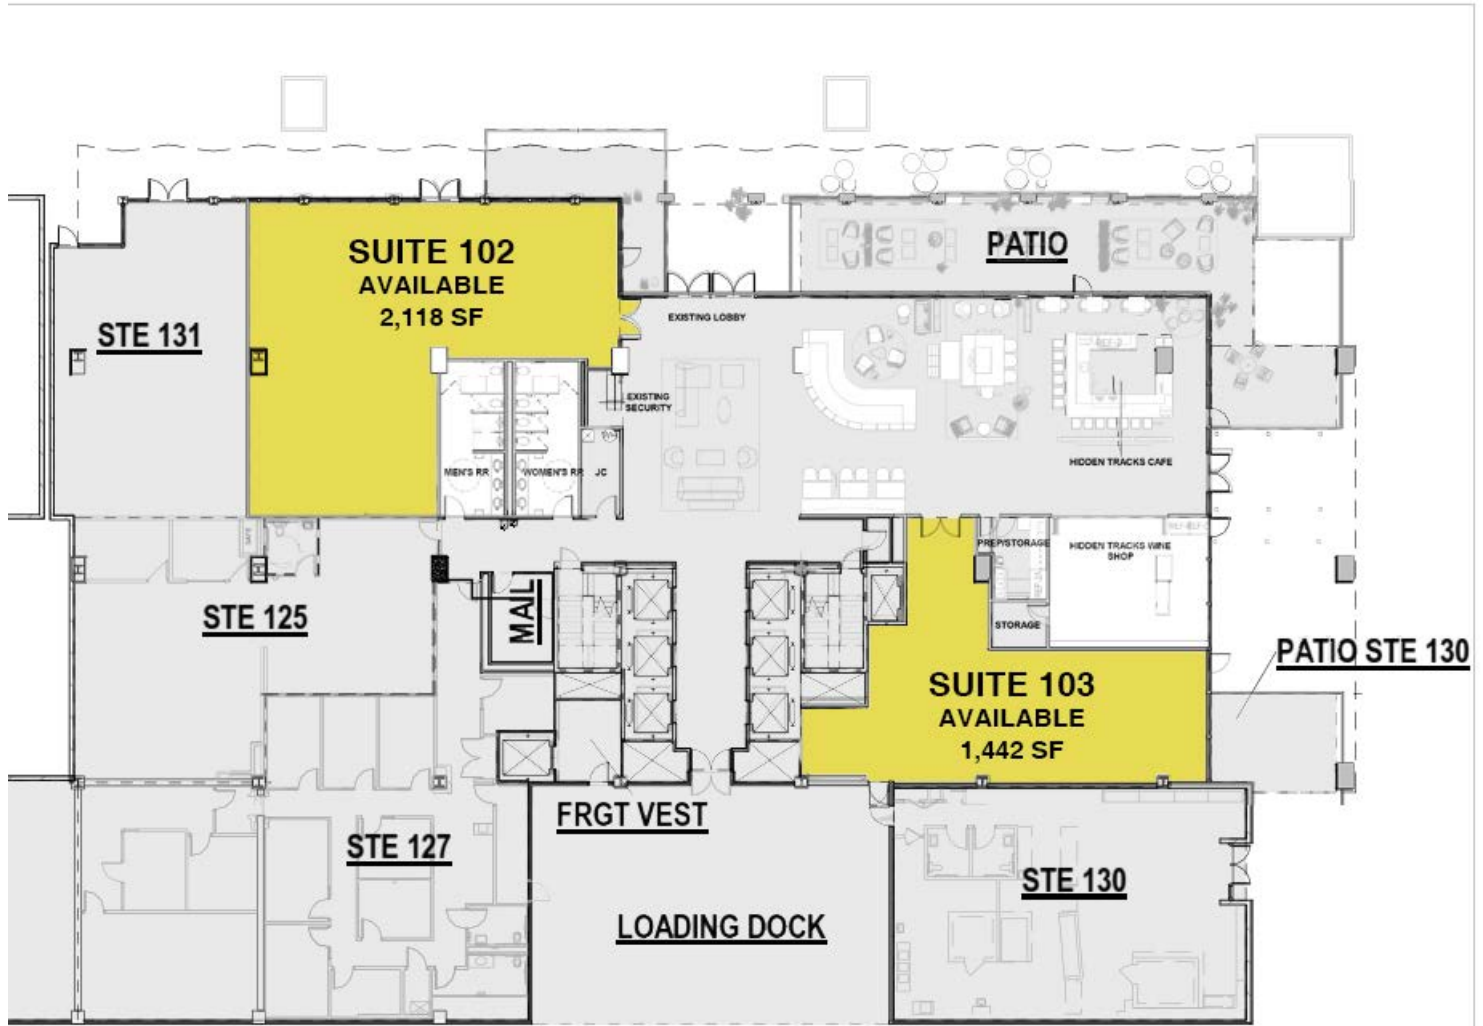 SUITE 102
AVAILABLE
2,118 SF
PATIO
STE 131
EXISTING LOBBY
EXISTING
SECURITY
MEN'S RR
WOMEN'S RR
JC
HIDDEN TRACKS CAFE
PREP/STORAGE
HIDDEN TRACKS WINE
SHOP
STORAGE
SAFE
STE 125
MAIL
PATIO STE 130
SUITE 103
AVAILABLE
1,442 SF
FRGT VEST
STE 127
STE 130
LOADING DOCK